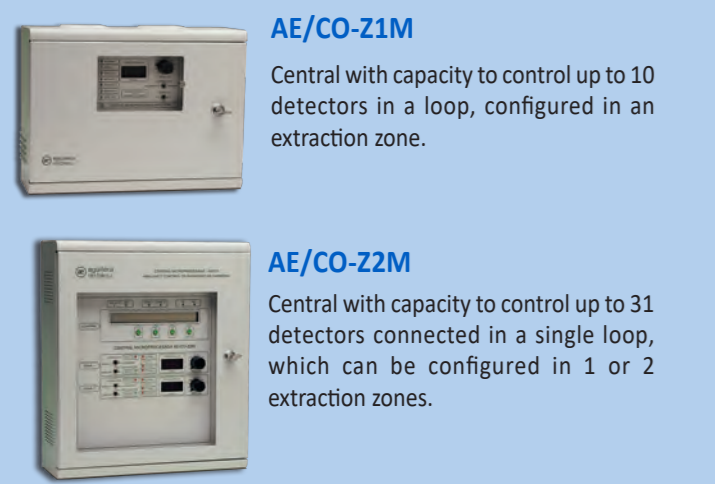 AE/CO-Z1M
Central with capacity to control up to 10
detectors in a loop, configured in an
extraction zone.
AE/CO-Z2M
Central with capacity to control up to 31
detectors connected in a single loop,
which can be configured in 1 or 2
extraction zones.